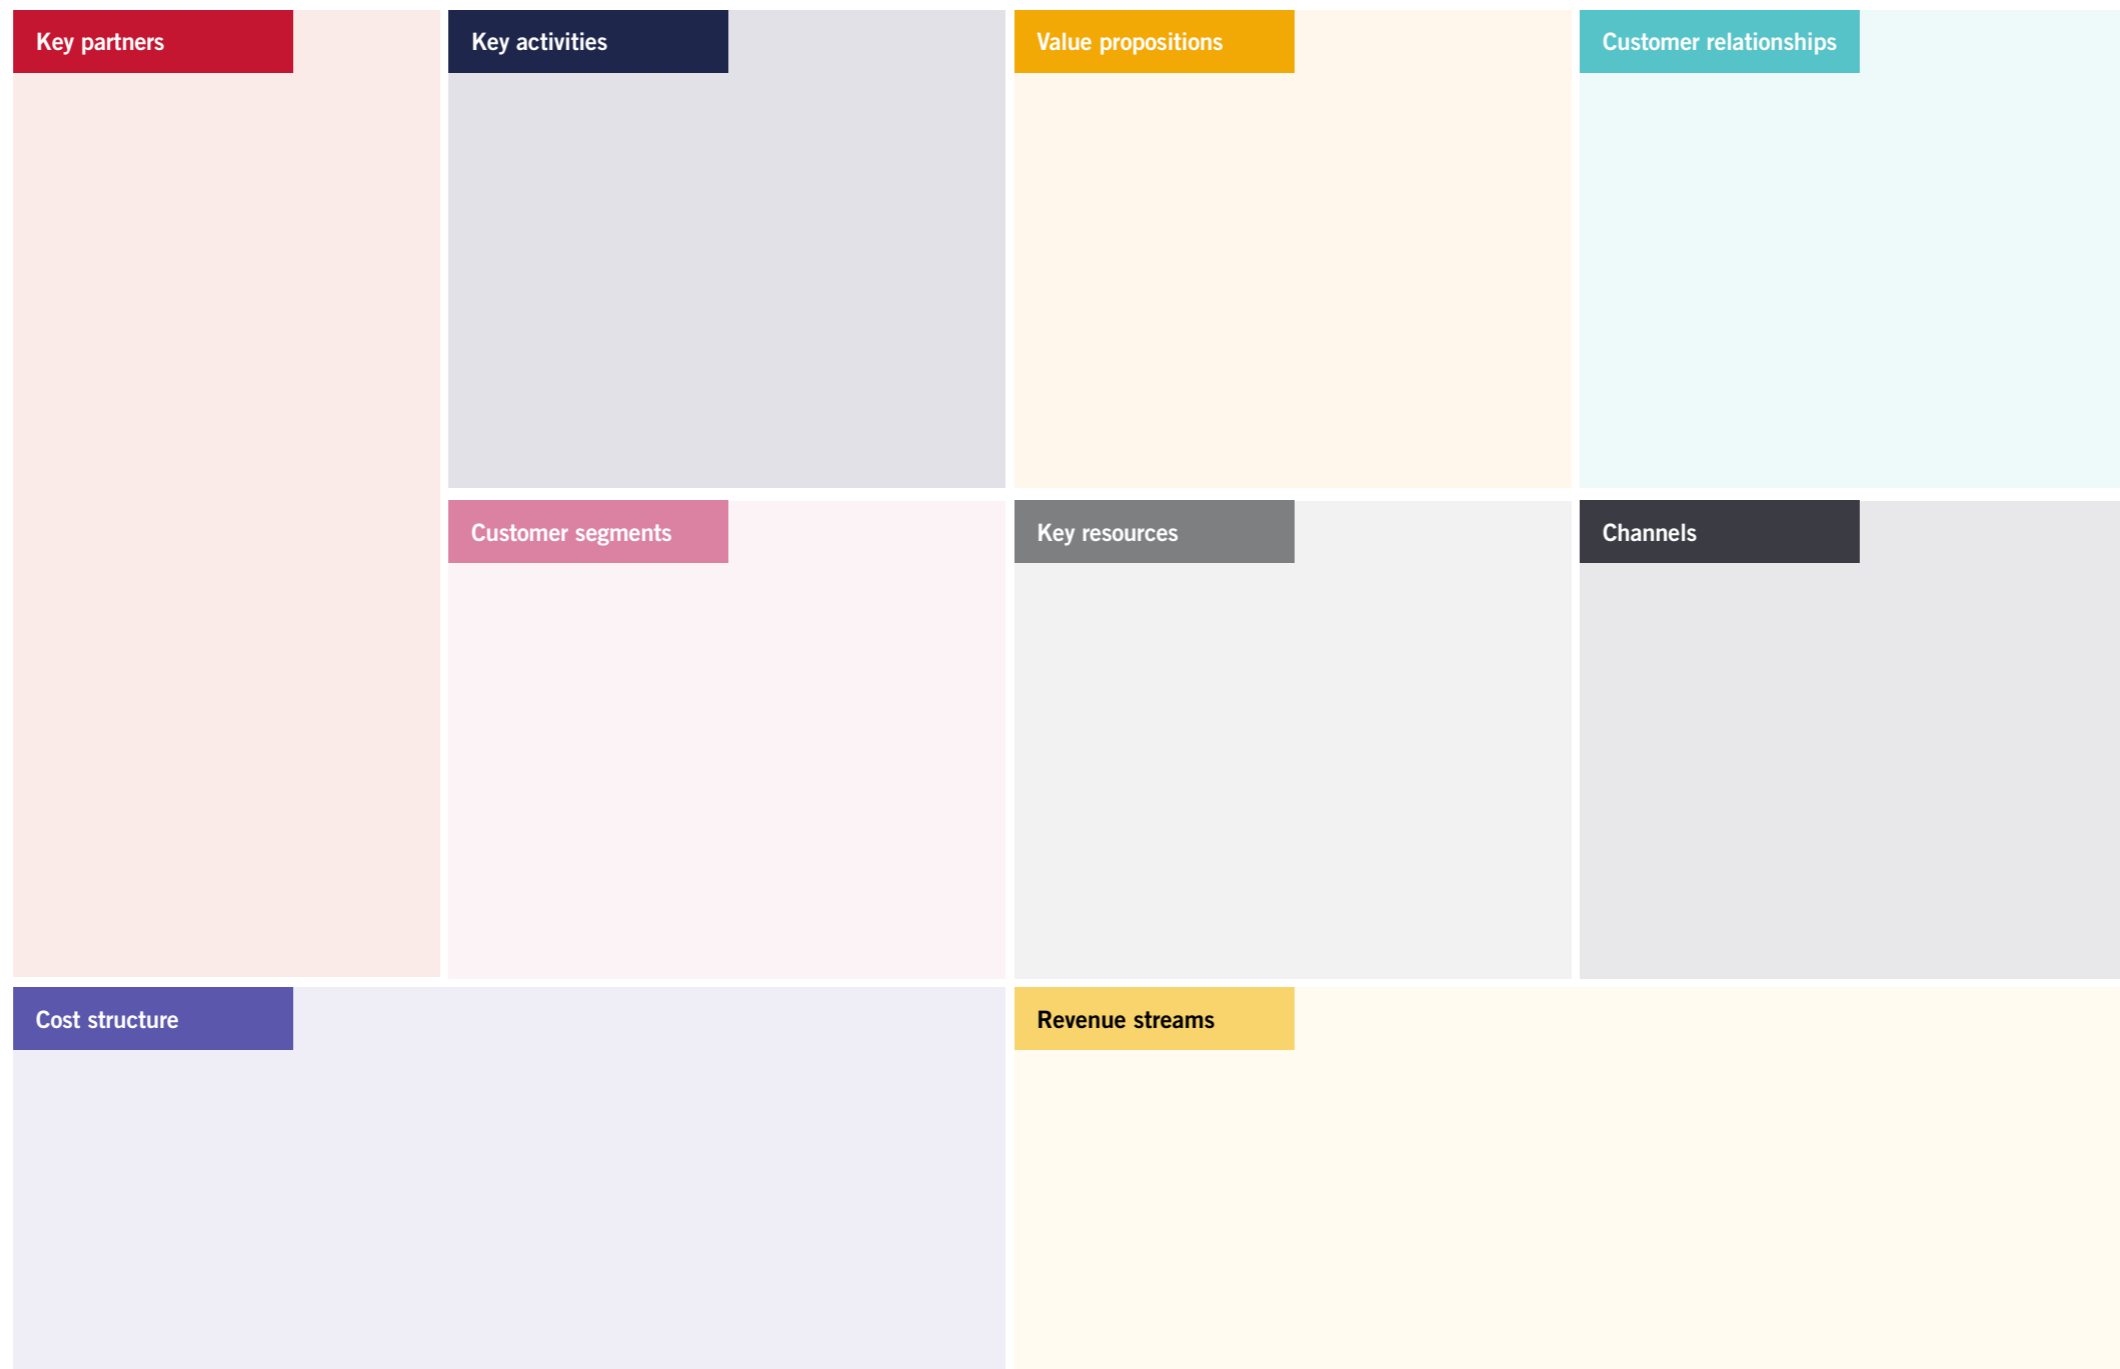 Key partners
Key activities
Value propositions
Customer relationships
Customer segments
Key resources
Channels
Cost structure
Revenue streams